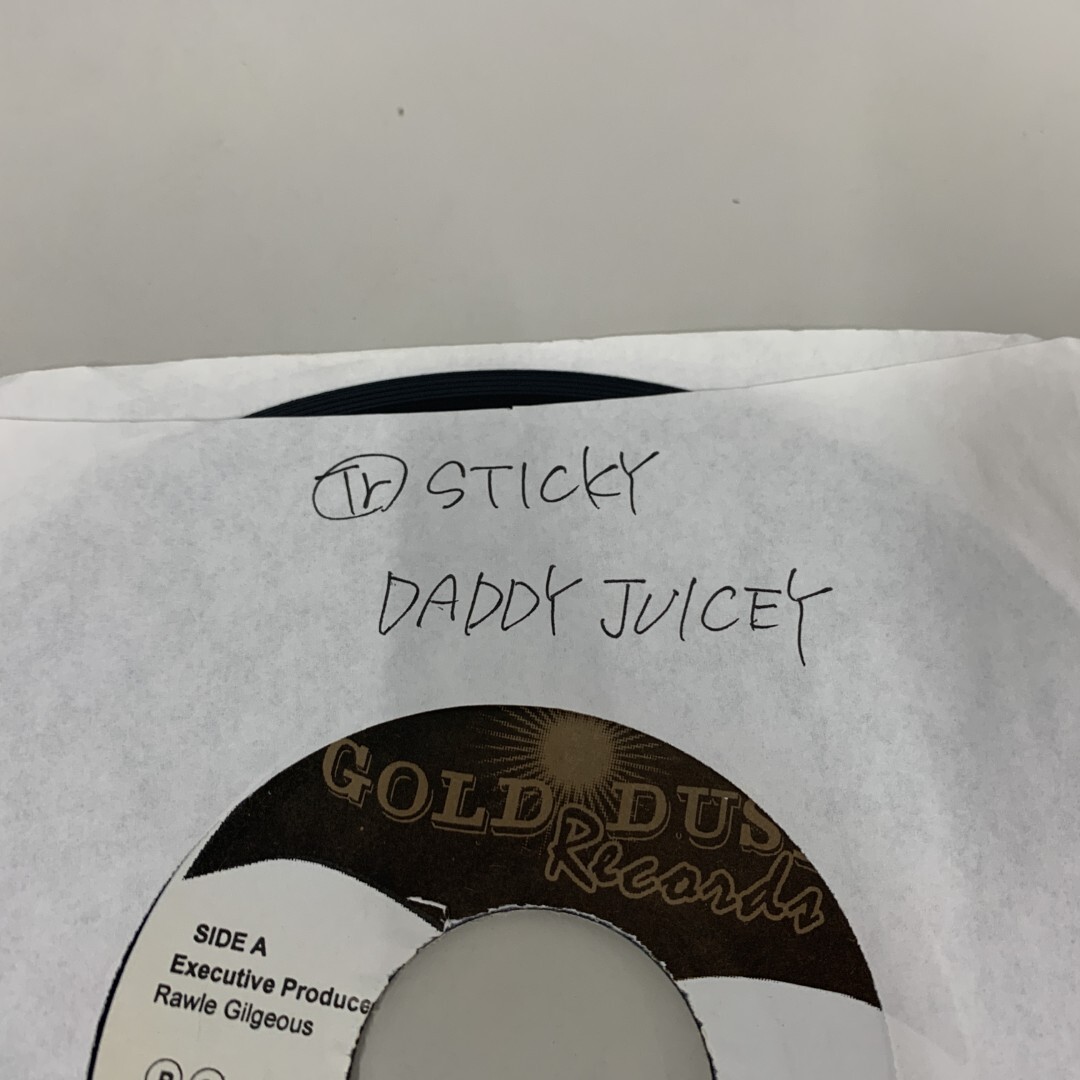 Tr STICKY
DADDY JUICEY
GOLD DUS
Records
SIDE A
Executive Produce
Rawle Gilgeous
P